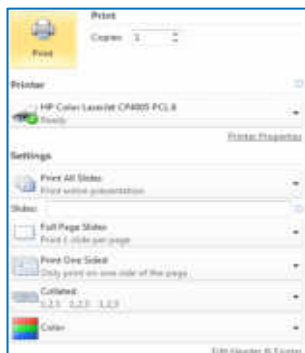 Print
Copies: 1
Print
Printer
HP Color LaserJet CP4005 PCL 6
Ready
Printer Properties
Settings
Print All Slides
Print entire presentation
Slides:
Full Page Slides
Print 1 slide per page
Print One Sided
Only print on one side of the page
Collated
1,2,3 1,2,3 1,2,3
Color
Edit Header & Footer